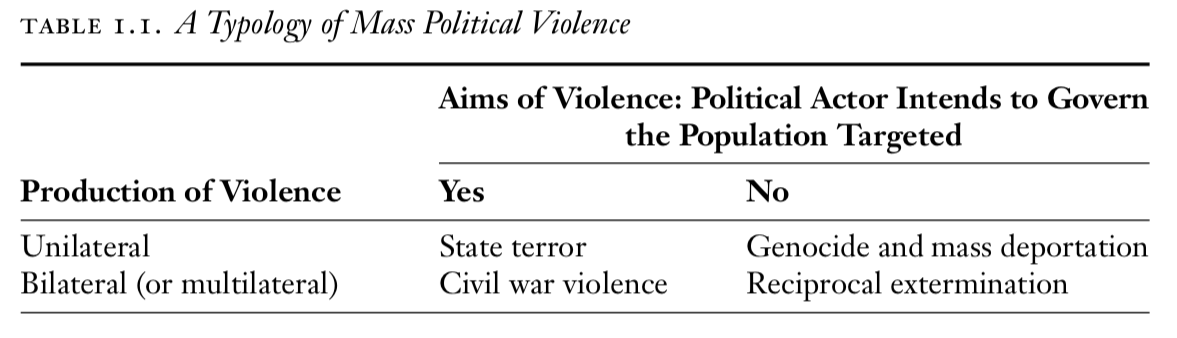 TABLE 1.1. A Typology of Mass Political Violence
Aims of Violence: Political Actor Intends to Govern
the Population Targeted
Production of Violence Yes No
Unilateral State terror Genocide and mass deportation
Bilateral (or multilateral) Civil war violence Reciprocal extermination